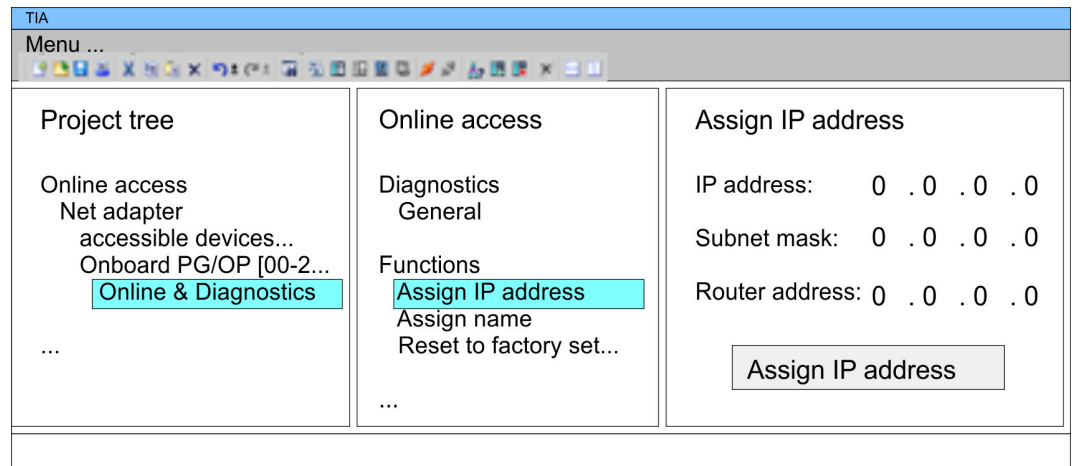 TIA
Menu ...
Project tree
Online access
Net adapter
accessible devices...
Onboard PG/OP [00-2...
Online & Diagnostics
...
Online access
Diagnostics
General
Functions
Assign IP address
Assign name
Reset to factory set...
...
Assign IP address
IP address: 0 . 0 . 0 . 0
Subnet mask: 0 . 0 . 0 . 0
Router address: 0 . 0 . 0 . 0
Assign IP address